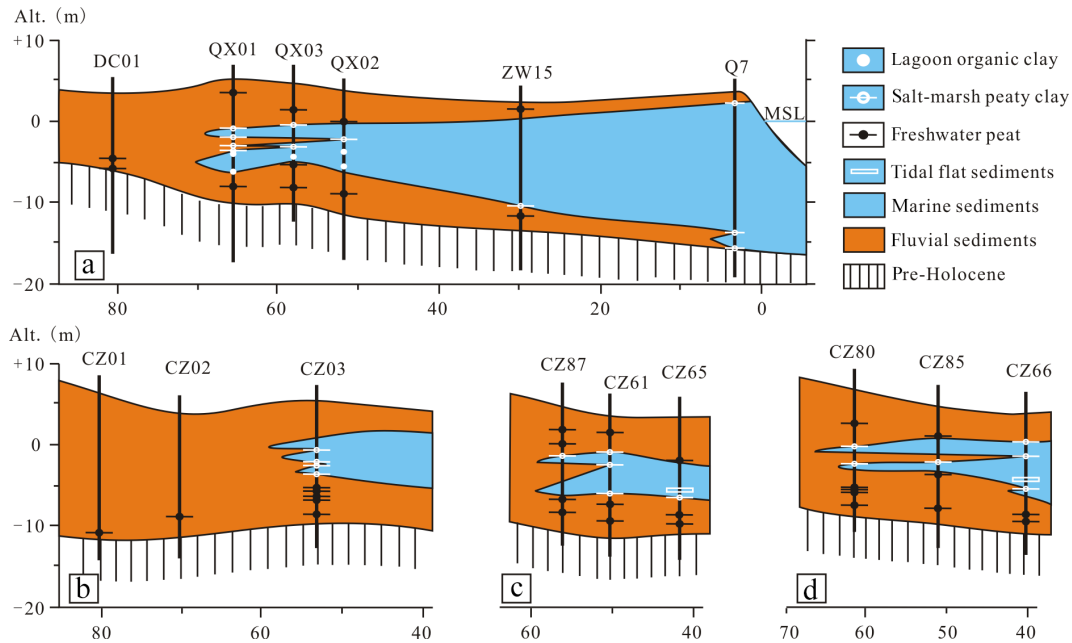 Alt. (m)
+10
0
−10
−20
DC01
QX01
QX03
QX02
ZW15
Q7
MSL
a
80
60
40
20
0
Lagoon organic clay
Salt-marsh peaty clay
Freshwater peat
Tidal flat sediments
Marine sediments
Fluvial sediments
Pre-Holocene
Alt. (m)
+10
0
−10
−20
CZ01
CZ02
CZ03
b
80
60
40
CZ87
CZ61
CZ65
c
60
40
CZ80
CZ85
CZ66
d
70
60
50
40